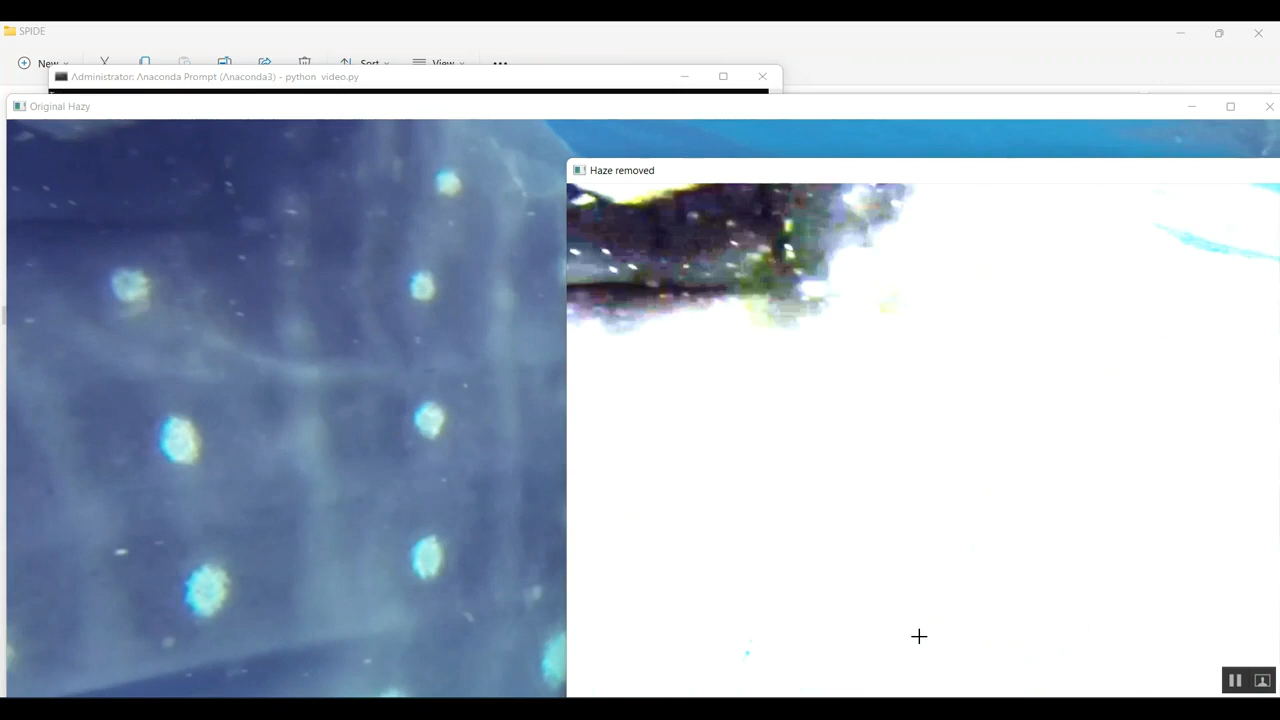 SPIDE
New
Sort
View
Administrator: Anaconda Prompt (Anaconda3) - python video.py
Original Hazy
Haze removed